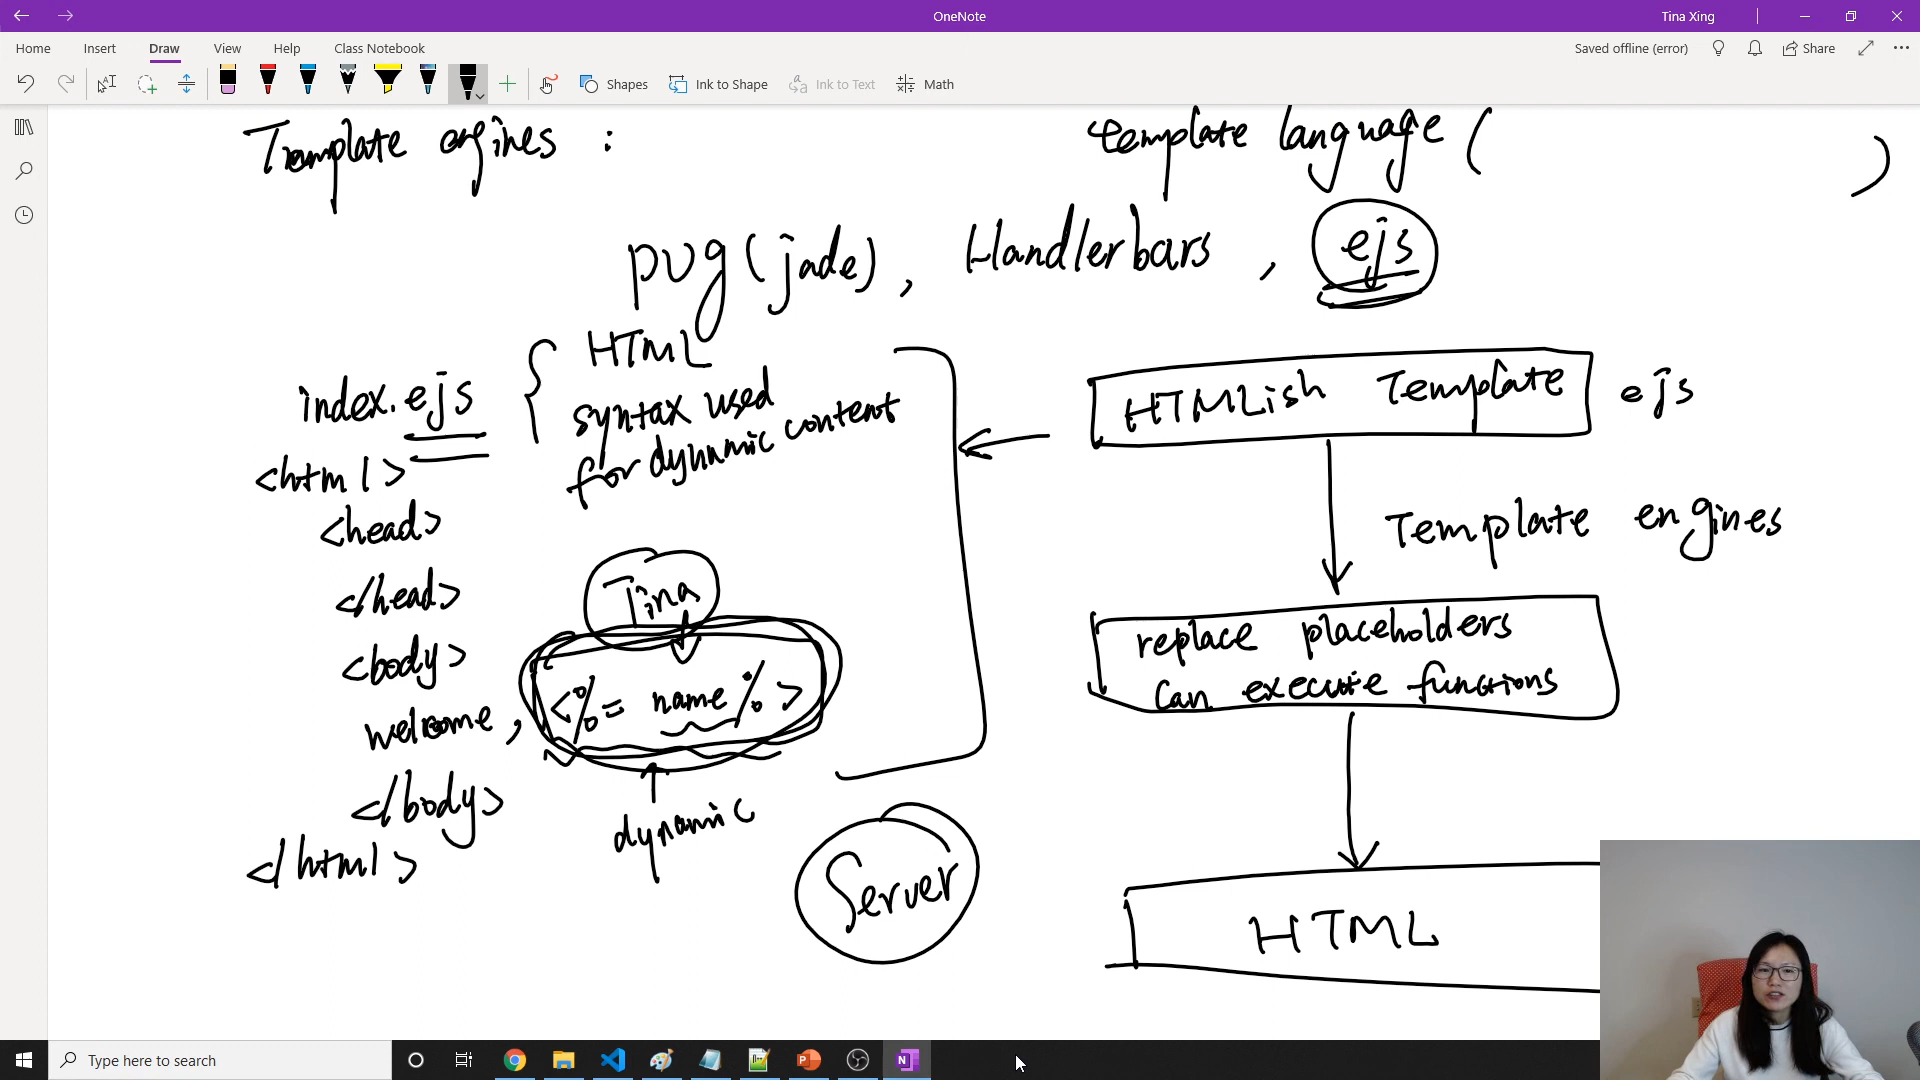 OneNote
Tina Xing
Home Insert Draw View Help Class Notebook
Saved offline (error) Share
Shapes Ink to Shape Ink to Text Math
Template egines :
template language ( )
pug (jade), Handlerbars, ejs
index.ejs
HTML
syntax used
for dynamic content
<html>
<head>
</head>
<body>
welcome, <%= name %>
</body>
</html>
Tina
dynamic
Server
HTMLish Template ejs
Template engines
replace placeholders
can execute functions
HTML
Type here to search